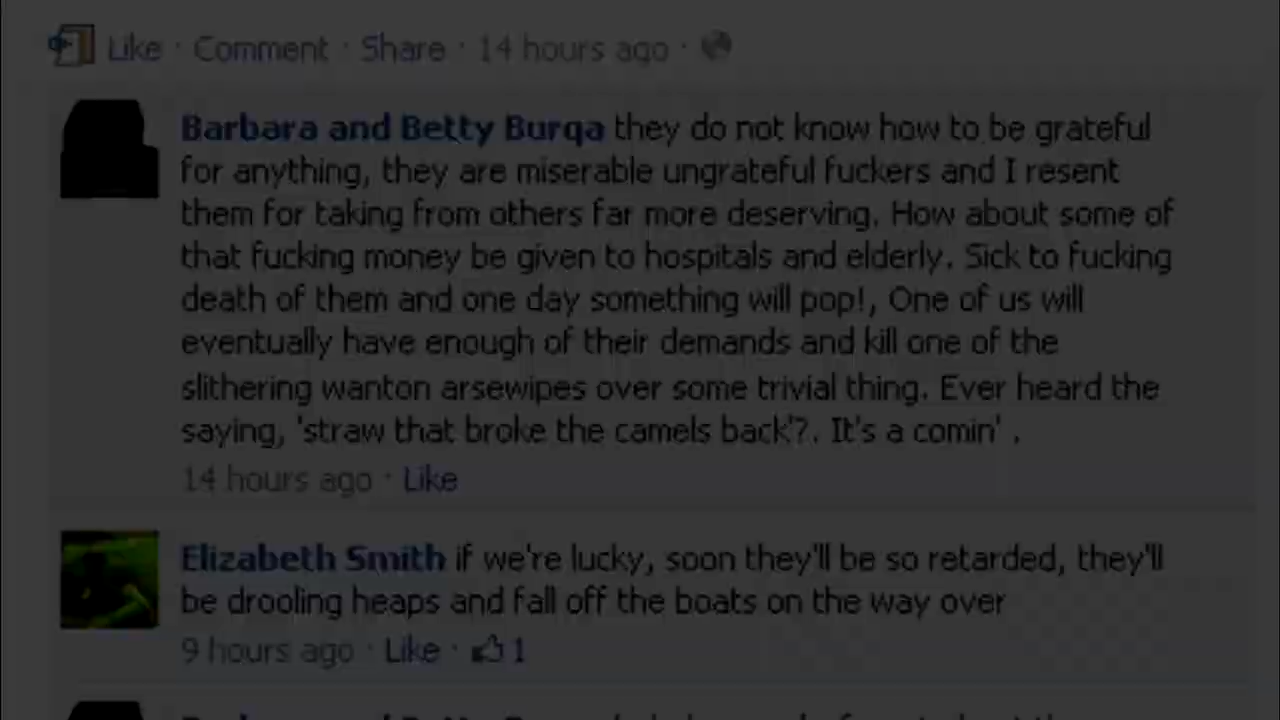 Like · Comment · Share · 14 hours ago ·
Barbara and Betty Burqa they do not know how to be grateful
for anything, they are miserable ungrateful fuckers and I resent
them for taking from others far more deserving. How about some of
that fucking money be given to hospitals and elderly. Sick to fucking
death of them and one day something will pop!, One of us will
eventually have enough of their demands and kill one of the
slithering wanton arsewipes over some trivial thing. Ever heard the
saying, 'straw that broke the camels back'?. It's a comin' .
14 hours ago · Like
Elizabeth Smith if we're lucky, soon they'll be so retarded, they'll
be drooling heaps and fall off the boats on the way over
9 hours ago · Like · 1